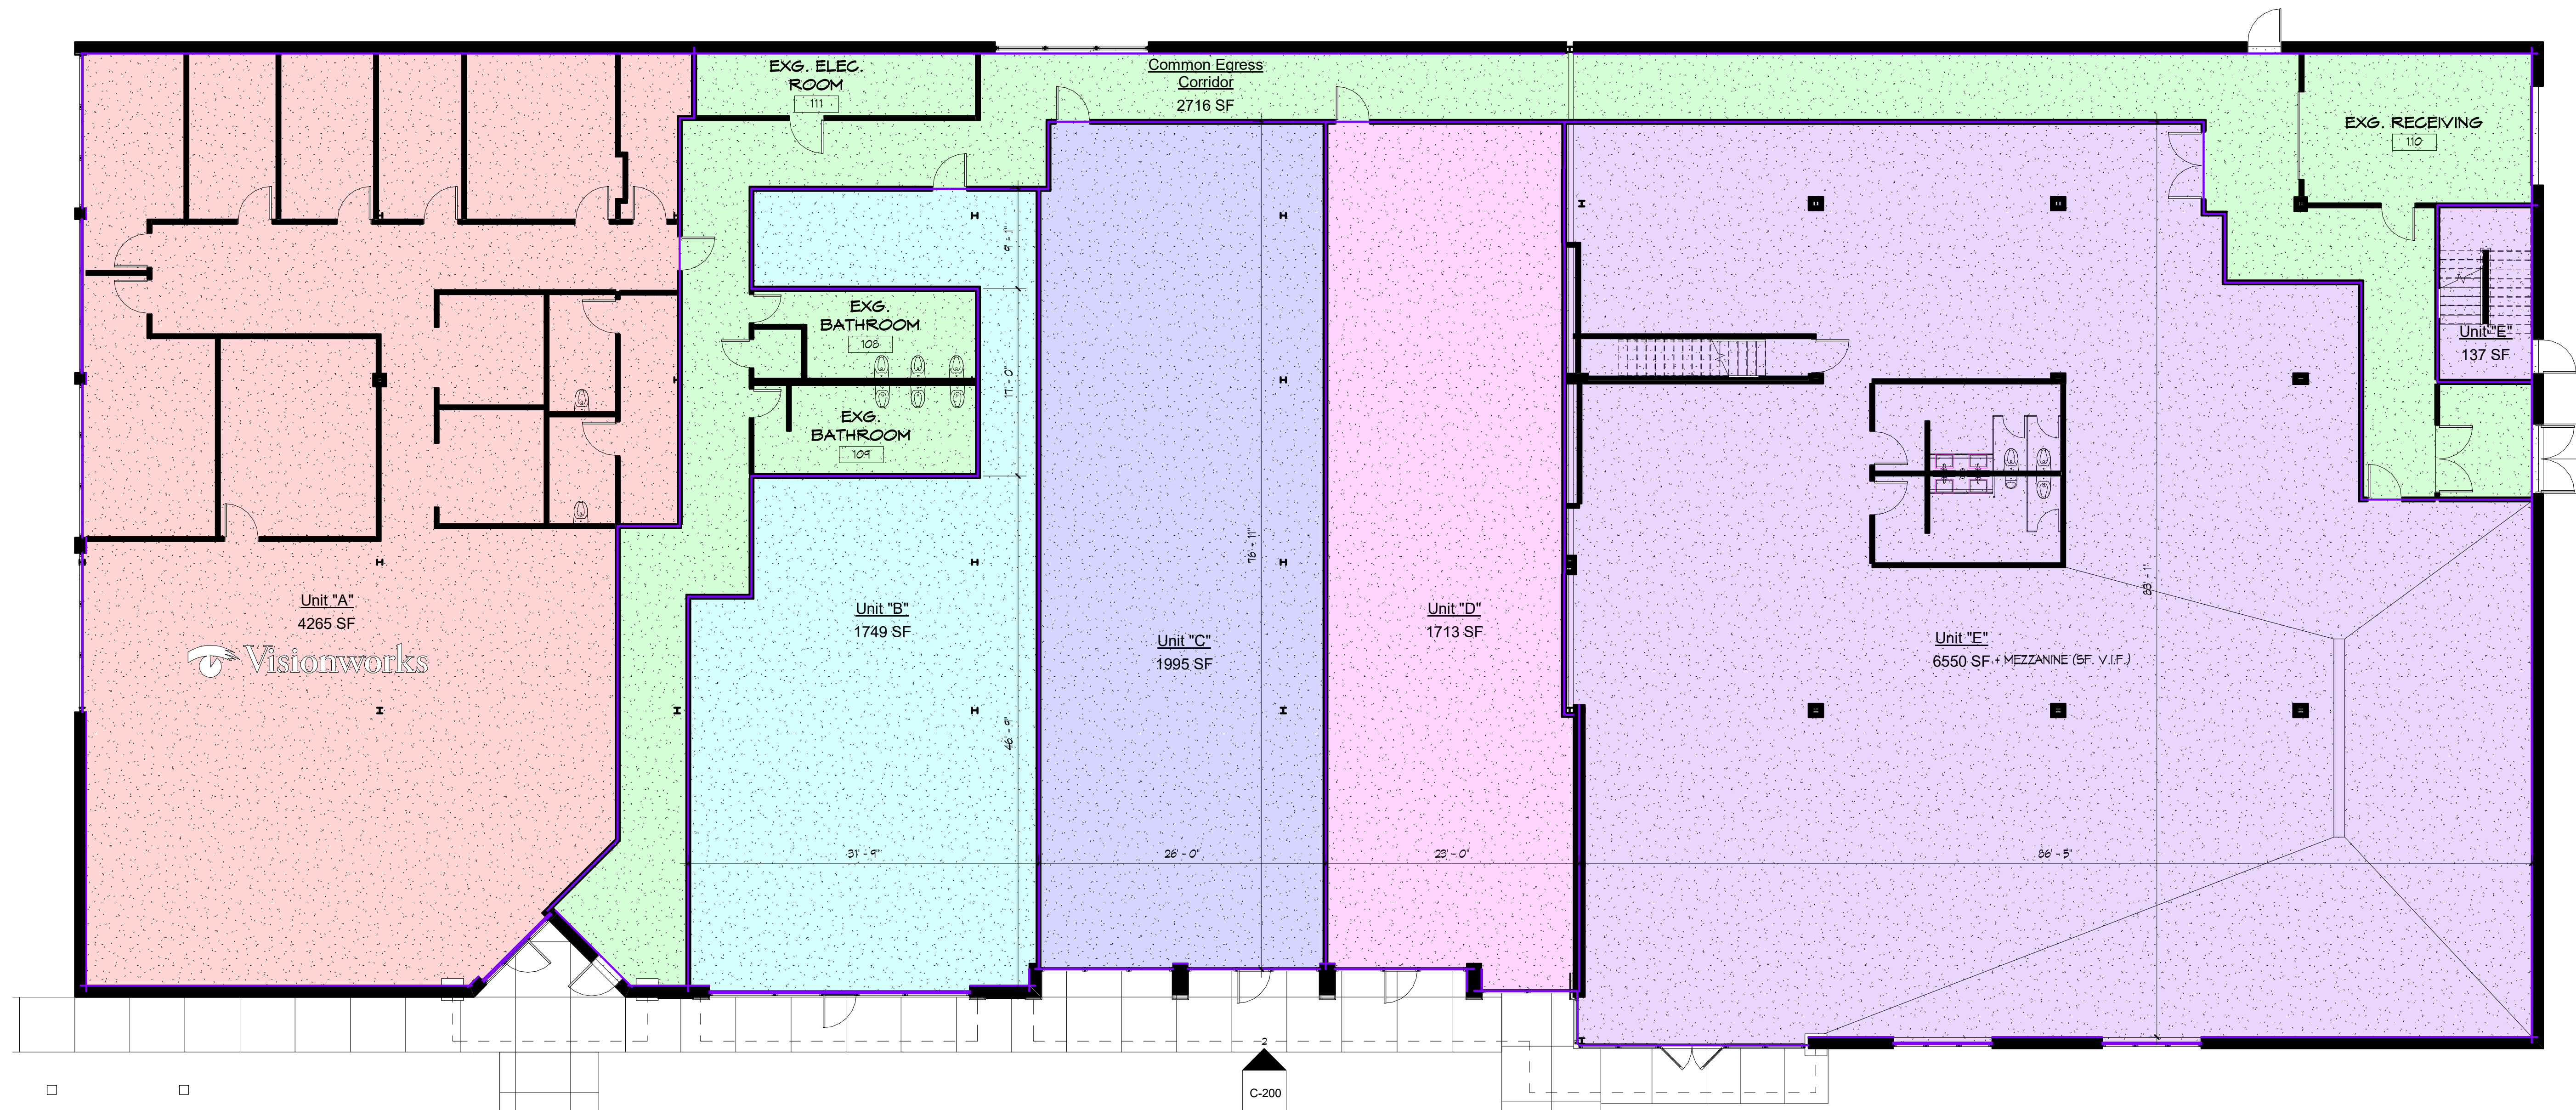 EXG. ELEC.
ROOM
111
Common Egress
Corridor
2716 SF
EXG. RECEIVING
110
9' - 1"
EXG.
BATHROOM
108
17' - 0"
EXG.
BATHROOM
109
Unit "E"
137 SF
76' - 11"
83' - 1"
Unit "A"
4265 SF
Visionworks
Unit "B"
1749 SF
Unit "C"
1995 SF
Unit "D"
1713 SF
Unit "E"
6550 SF + MEZZANINE (SF. V.I.F.)
46' - 9"
31' - 9"
26' - 0"
23' - 0"
86' - 5"
2
C-200